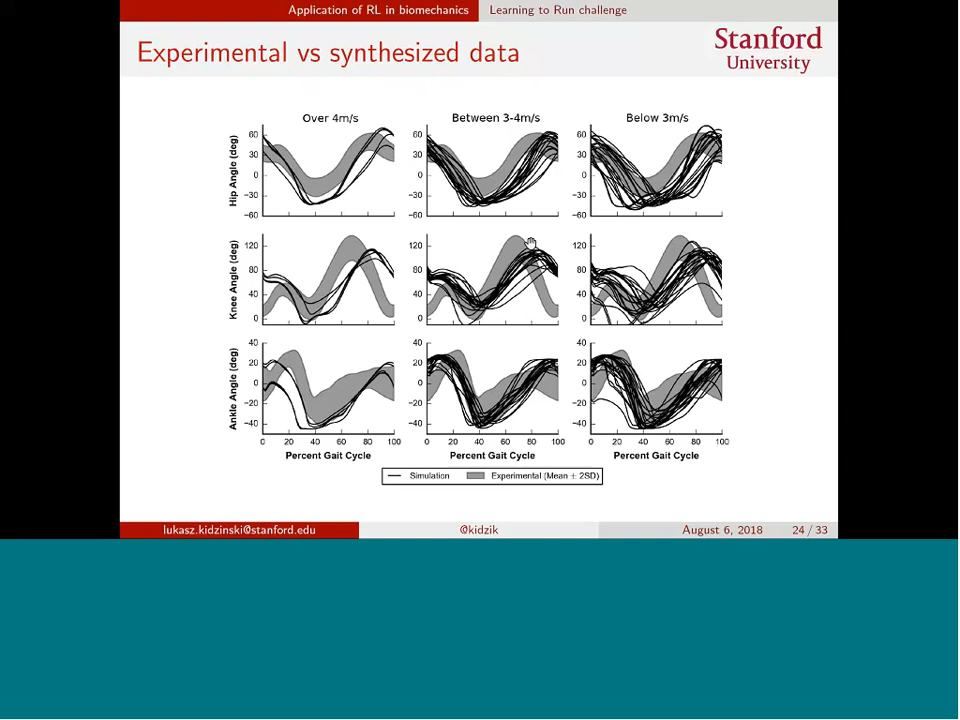 Application of RL in biomechanics Learning to Run challenge
Experimental vs synthesized data
Stanford
University
Over 4m/s Between 3-4m/s Below 3m/s
Hip Angle (deg)
60 60 60
30 30 30
0 0 0
−30 −30 −30
−60 −60 −60
Knee Angle (deg)
120 120 120
80 80 80
40 40 40
0 0 0
Ankle Angle (deg)
40 40 40
20 20 20
0 0 0
−20 −20 −20
−40 −40 −40
0 20 40 60 80 100 0 20 40 60 80 100 0 20 40 60 80 100
Percent Gait Cycle Percent Gait Cycle Percent Gait Cycle
Simulation Experimental (Mean ± 2SD)
lukasz.kidzinski@stanford.edu @kidzik August 6, 2018 24 / 33